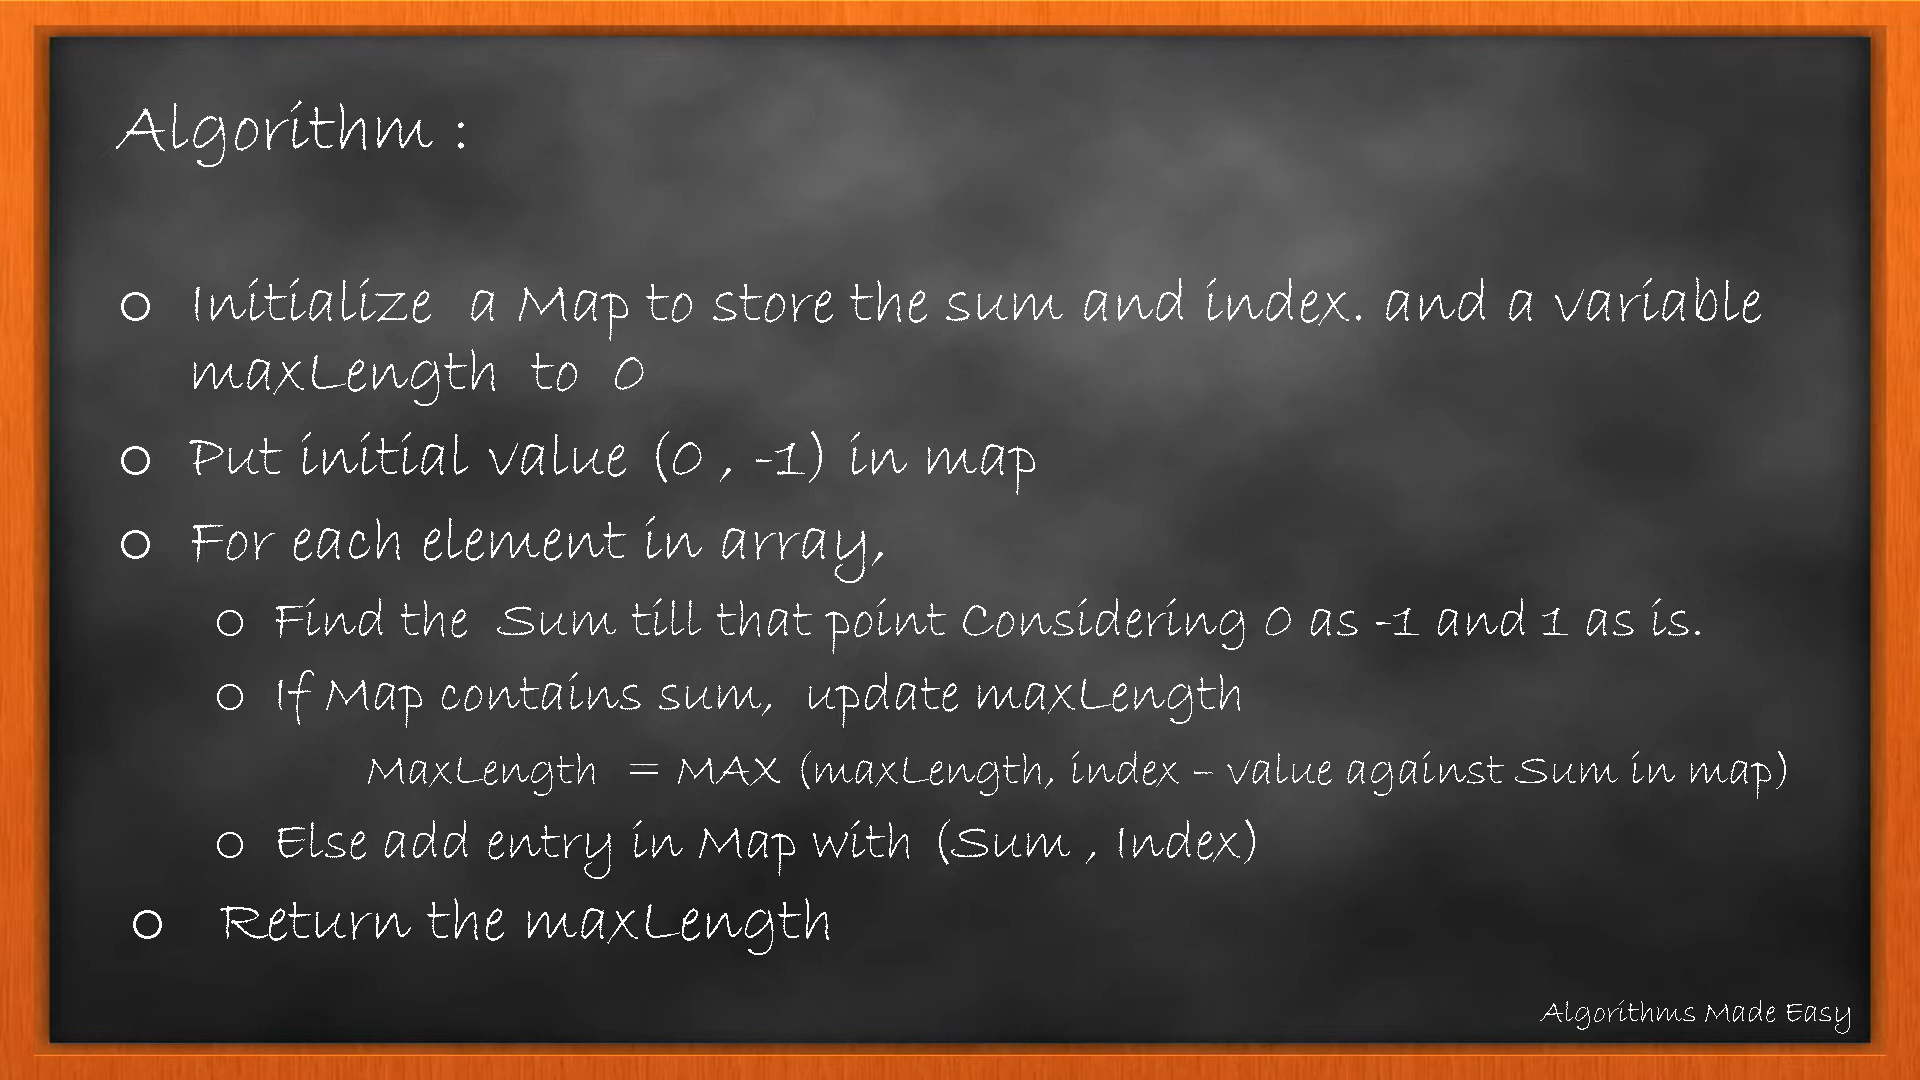 Algorithm :
o Initialize a Map to store the sum and index. and a variable
maxLength to 0
o Put initial value (0 , -1) in map
o For each element in array,
o Find the Sum till that point Considering 0 as -1 and 1 as is.
o If Map contains sum, update maxLength
MaxLength = MAX (maxLength, index – value against Sum in map)
o Else add entry in Map with (Sum , Index)
o Return the maxLength
Algorithms Made Easy